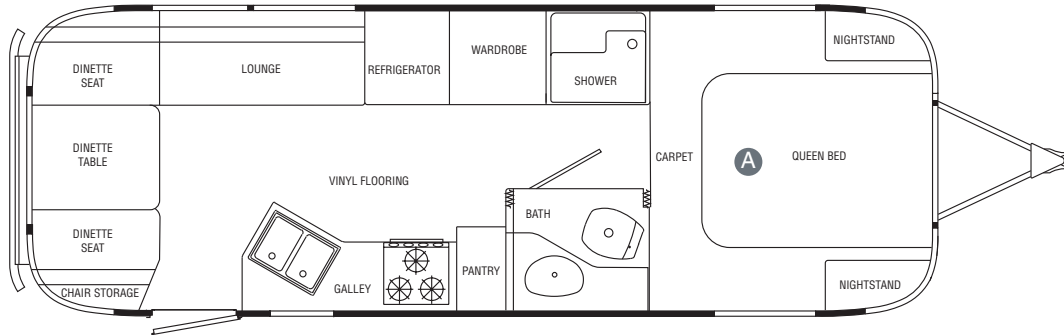 DINETTE
SEAT
LOUNGE
REFRIGERATOR
WARDROBE
SHOWER
NIGHTSTAND
DINETTE
TABLE
VINYL FLOORING
CARPET
A
QUEEN BED
DINETTE
SEAT
BATH
CHAIR STORAGE
GALLEY
PANTRY
NIGHTSTAND